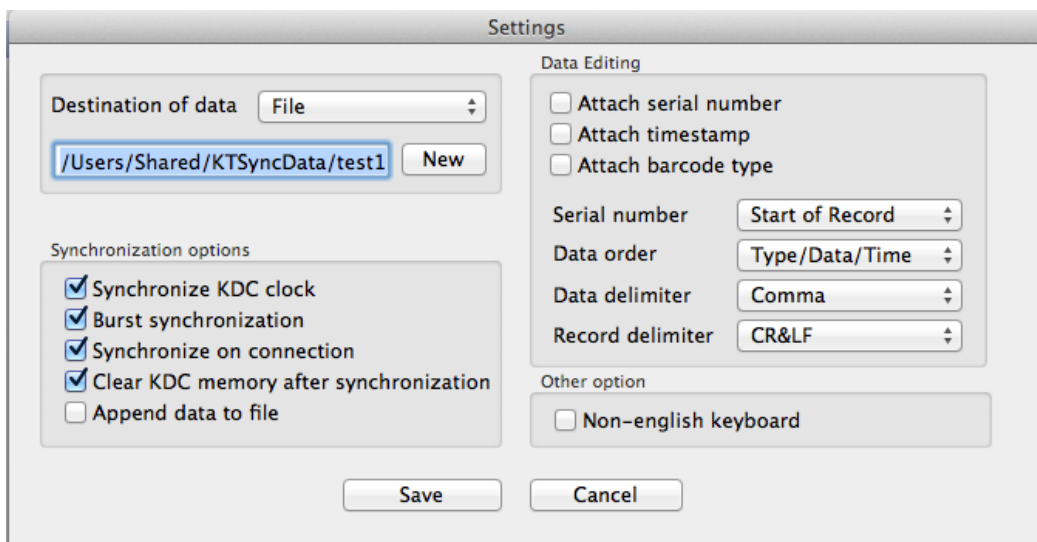 Settings
Destination of data File
/Users/Shared/KTSyncData/test1 New
Synchronization options
Synchronize KDC clock
Burst synchronization
Synchronize on connection
Clear KDC memory after synchronization
Append data to file
Data Editing
Attach serial number
Attach timestamp
Attach barcode type
Serial number Start of Record
Data order Type/Data/Time
Data delimiter Comma
Record delimiter CR&LF
Other option
Non-english keyboard
Save Cancel